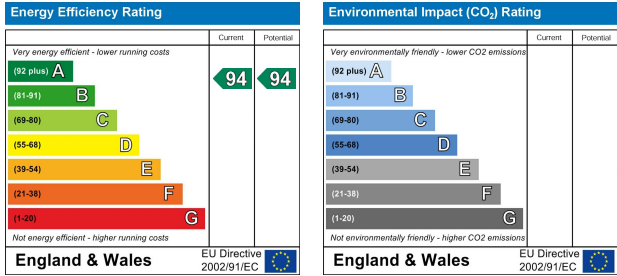 Energy Efficiency Rating
Current Potential
Very energy efficient - lower running costs
(92 plus) A
(81-91) B
(69-80) C
(55-68) D
(39-54) E
(21-38) F
(1-20) G
94 94
Not energy efficient - higher running costs
England & Wales
EU Directive
2002/91/EC
Environmental Impact (CO₂) Rating
Current Potential
Very environmentally friendly - lower CO2 emissions
(92 plus) A
(81-91) B
(69-80) C
(55-68) D
(39-54) E
(21-38) F
(1-20) G
Not environmentally friendly - higher CO2 emissions
England & Wales
EU Directive
2002/91/EC